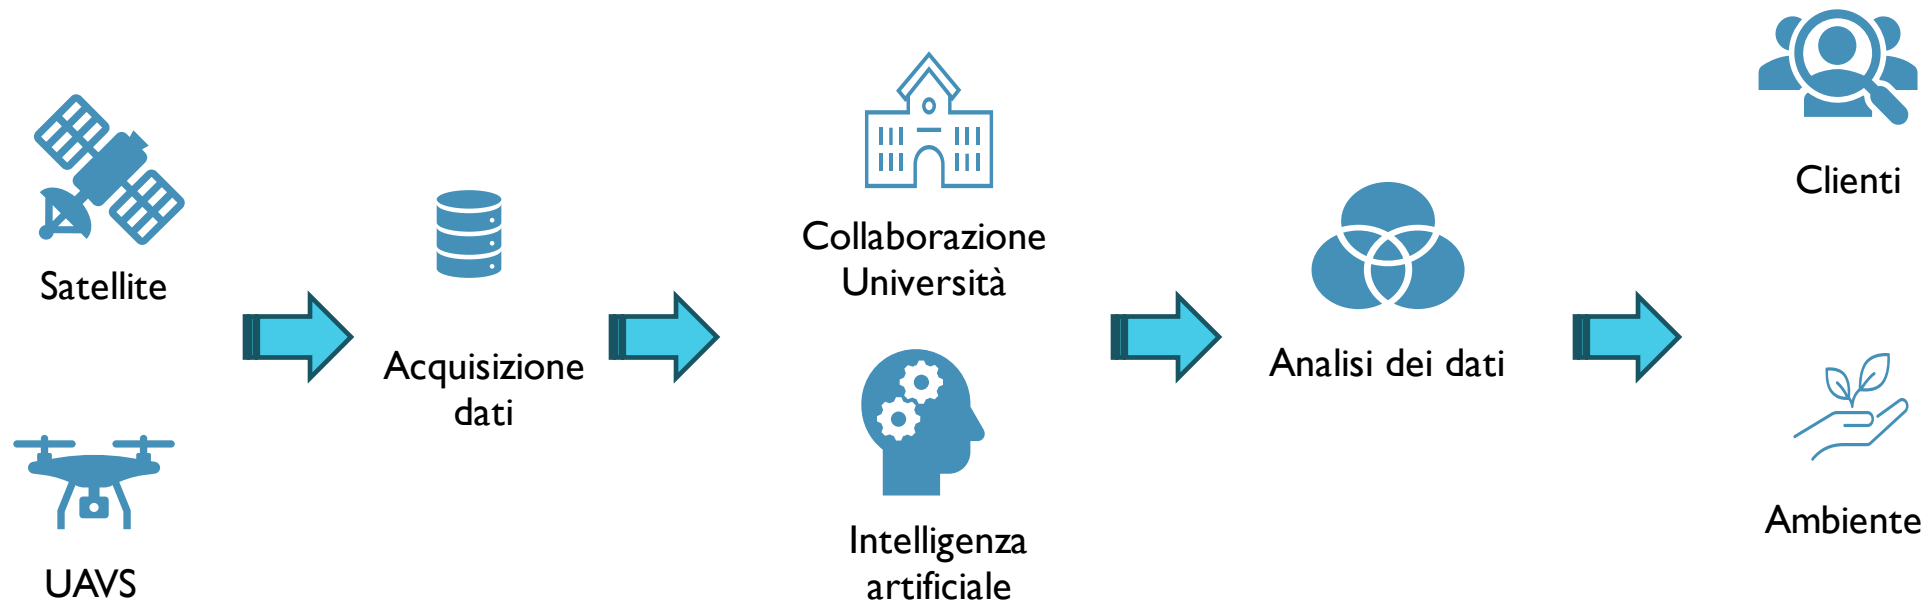 Satellite
UAVS
Acquisizione
dati
Collaborazione
Università
Intelligenza
artificiale
Analisi dei dati
Clienti
Ambiente